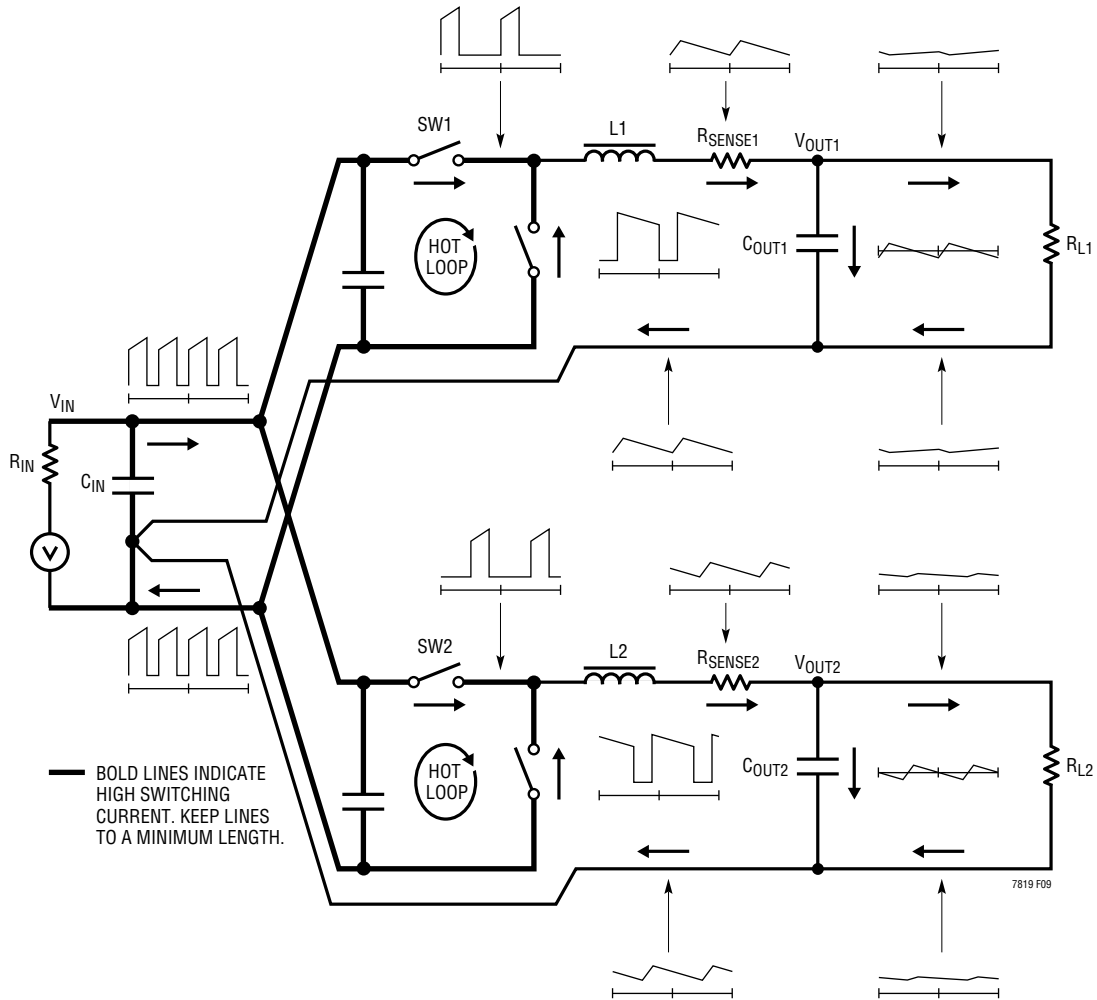 SW1
L1
RSENSE1
VOUT1
HOT
LOOP
COUT1
RL1
VIN
RIN
CIN
V
SW2
L2
RSENSE2
VOUT2
HOT
LOOP
COUT2
RL2
BOLD LINES INDICATE
HIGH SWITCHING
CURRENT. KEEP LINES
TO A MINIMUM LENGTH.
7819 F09